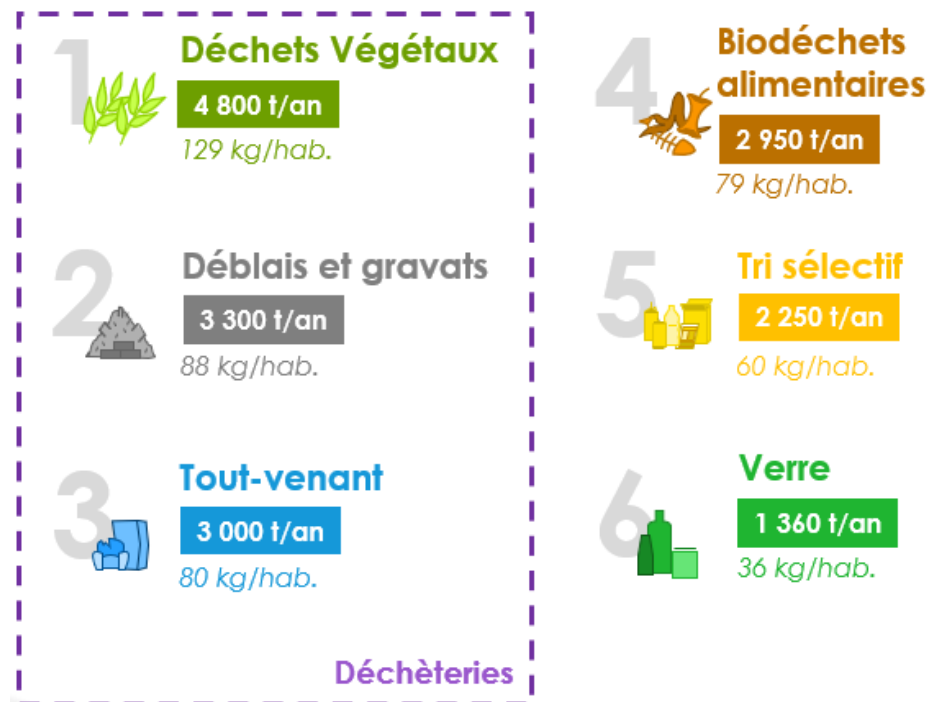 1
Déchets Végétaux
4 800 t/an
129 kg/hab.
2
Déblais et gravats
3 300 t/an
88 kg/hab.
3
Tout-venant
3 000 t/an
80 kg/hab.
Déchèteries
4
Biodéchets
alimentaires
2 950 t/an
79 kg/hab.
5
Tri sélectif
2 250 t/an
60 kg/hab.
6
Verre
1 360 t/an
36 kg/hab.